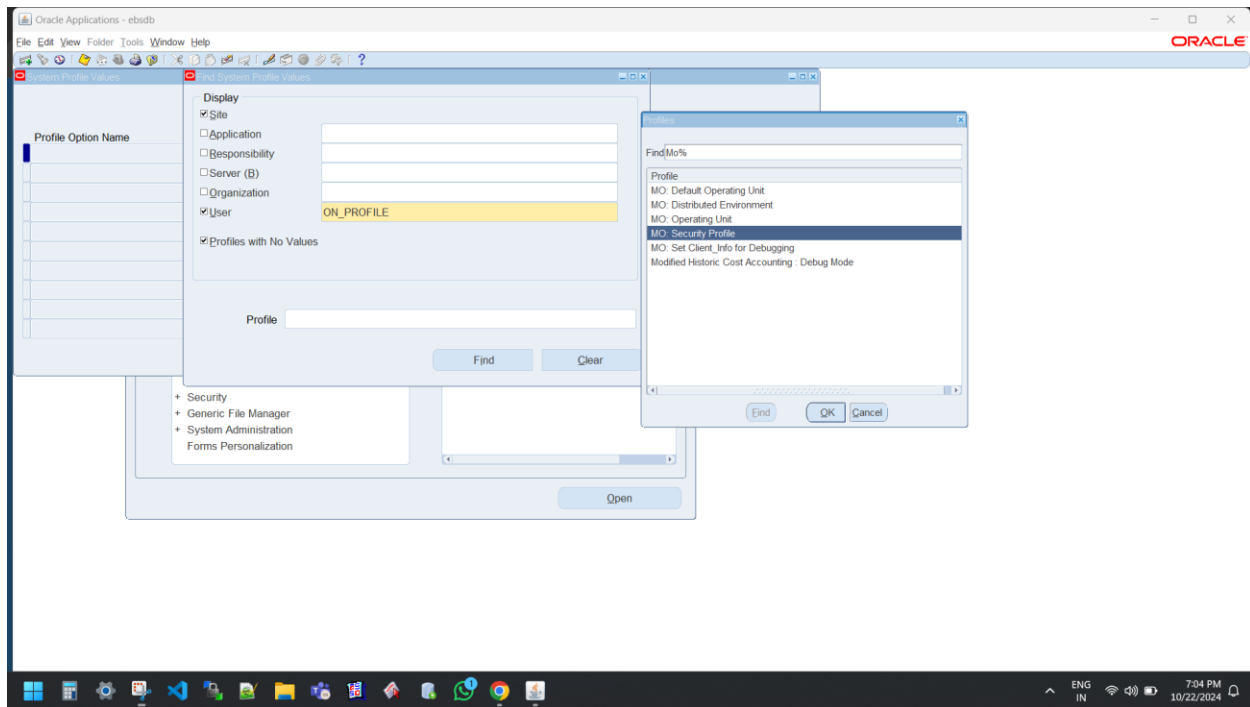 Oracle Applications - ebsdb
File Edit View Folder Tools Window Help
ORACLE
System Profile Values
Find System Profile Values
Display
Site
Application
Responsibility
Server (B)
Organization
User ON_PROFILE
Profiles with No Values
Profile
Find Clear
Profile Option Name
Profiles
Find Mo%
Profile
MO: Default Operating Unit
MO: Distributed Environment
MO: Operating Unit
MO: Security Profile
MO: Set Client_Info for Debugging
Modified Historic Cost Accounting : Debug Mode
Find OK Cancel
+ Security
+ Generic File Manager
+ System Administration
Forms Personalization
Open
1
ENG
IN
7:04 PM
10/22/2024